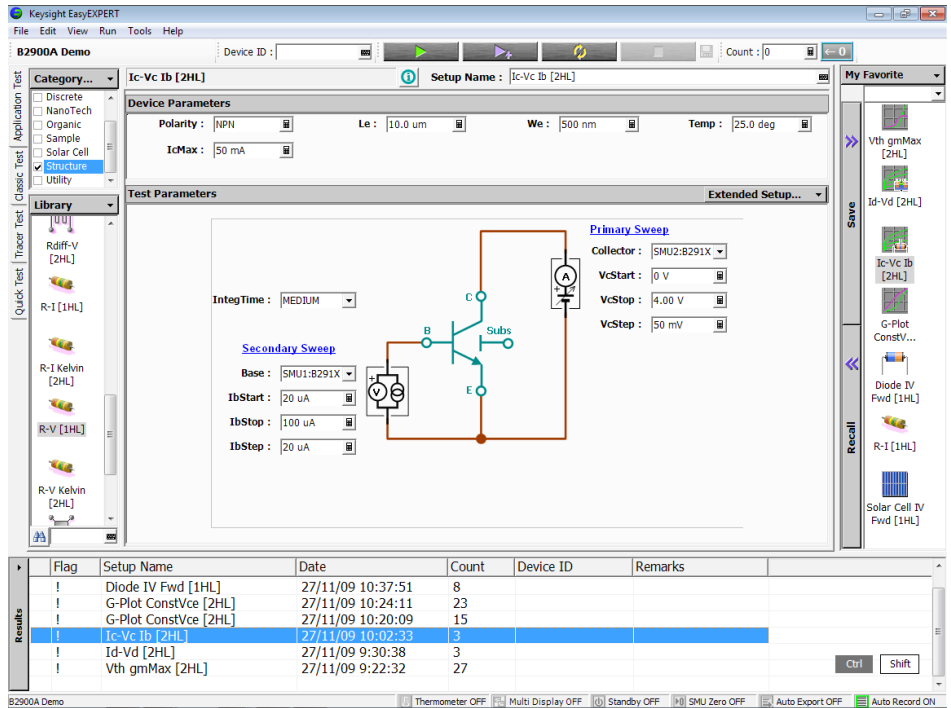 Keysight EasyEXPERT
File Edit View Run Tools Help
B2900A Demo
Device ID :
Count : 0
0
Test
Application Test
Classic Test
Tracer Test
Quick Test
Category...
Discrete
NanoTech
Organic
Sample
Solar Cell
Structure
Utility
Library
Rdiff-V
[2HL]
R-I [1HL]
R-I Kelvin
[2HL]
R-V [1HL]
R-V Kelvin
[2HL]
Ic-Vc Ib [2HL]
Setup Name : Ic-Vc Ib [2HL]
Device Parameters
Polarity : NPN
Le : 10.0 um
We : 500 nm
Temp : 25.0 deg
IcMax : 50 mA
Test Parameters
Extended Setup...
IntegTime : MEDIUM
Secondary Sweep
Base : SMU1:B291X
IbStart : 20 uA
IbStop : 100 uA
IbStep : 20 uA
C
B
Subs
E
A
+
V
+
Primary Sweep
Collector : SMU2:B291X
VcStart : 0 V
VcStop : 4.00 V
VcStep : 50 mV
My Favorite
Save
Recall
Vth gmMax
[2HL]
Id-Vd [2HL]
Ic-Vc Ib
[2HL]
G-Plot
ConstV...
Diode IV
Fwd [1HL]
R-I [1HL]
Solar Cell IV
Fwd [1HL]
Results
Flag Setup Name Date Count Device ID Remarks
! Diode IV Fwd [1HL] 27/11/09 10:37:51 8
! G-Plot ConstVce [2HL] 27/11/09 10:24:11 23
! G-Plot ConstVce [2HL] 27/11/09 10:20:09 15
! Ic-Vc Ib [2HL] 27/11/09 10:02:33 3
! Id-Vd [2HL] 27/11/09 9:30:38 3
! Vth gmMax [2HL] 27/11/09 9:22:32 27
Ctrl Shift
B2900A Demo
Thermometer OFF Multi Display OFF Standby OFF SMU Zero OFF Auto Export OFF Auto Record ON